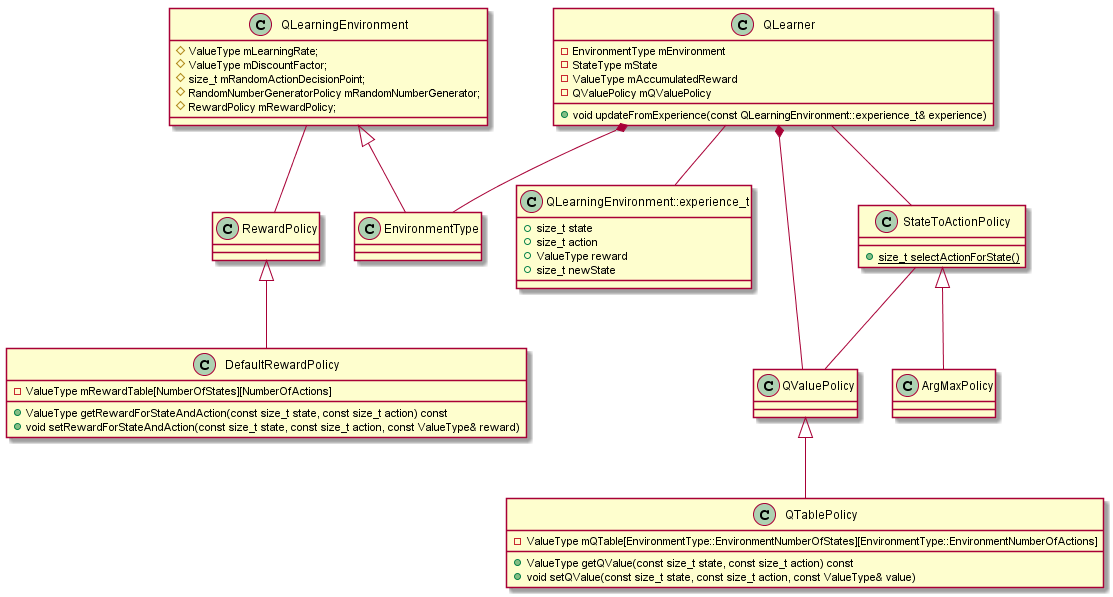 C QLearningEnvironment
ValueType mLearningRate;
ValueType mDiscountFactor;
size_t mRandomActionDecisionPoint;
RandomNumberGeneratorPolicy mRandomNumberGenerator;
RewardPolicy mRewardPolicy;
C QLearner
EnvironmentType mEnvironment
StateType mState
ValueType mAccumulatedReward
QValuePolicy mQValuePolicy
void updateFromExperience(const QLearningEnvironment::experience_t& experience)
C RewardPolicy
C EnvironmentType
C QLearningEnvironment::experience_t
size_t state
size_t action
ValueType reward
size_t newState
C StateToActionPolicy
size_t selectActionForState()
C DefaultRewardPolicy
ValueType mRewardTable[NumberOfStates][NumberOfActions]
ValueType getRewardForStateAndAction(const size_t state, const size_t action) const
void setRewardForStateAndAction(const size_t state, const size_t action, const ValueType& reward)
C QValuePolicy
C ArgMaxPolicy
C QTablePolicy
ValueType mQTable[EnvironmentType::EnvironmentNumberOfStates][EnvironmentType::EnvironmentNumberOfActions]
ValueType getQValue(const size_t state, const size_t action) const
void setQValue(const size_t state, const size_t action, const ValueType& value)